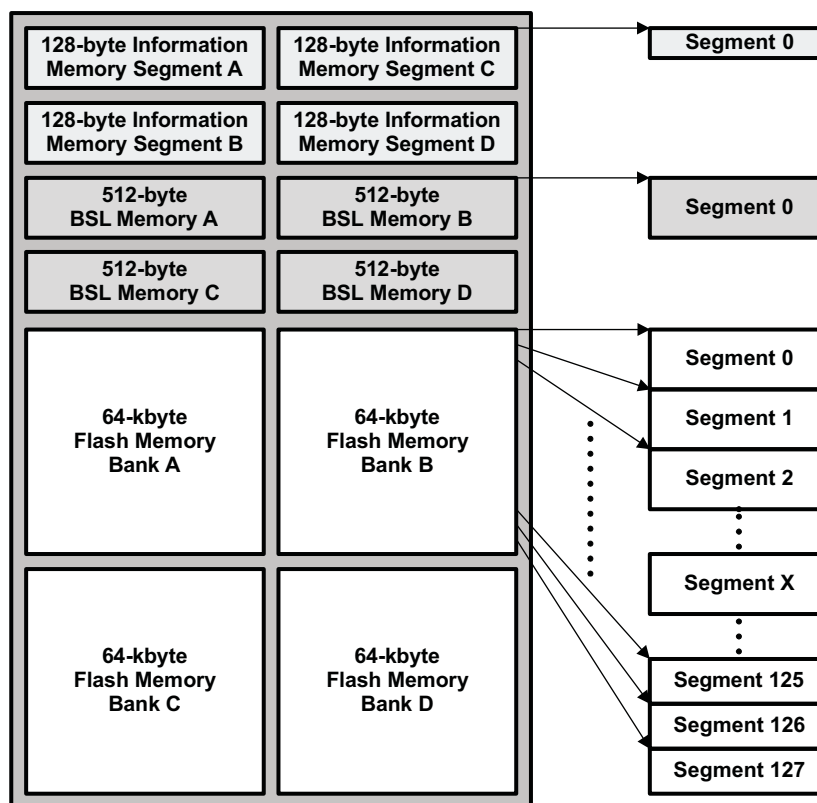 128-byte Information
Memory Segment A
128-byte Information
Memory Segment C
Segment 0
128-byte Information
Memory Segment B
128-byte Information
Memory Segment D
512-byte
BSL Memory A
512-byte
BSL Memory B
Segment 0
512-byte
BSL Memory C
512-byte
BSL Memory D
64-kbyte
Flash Memory
Bank A
64-kbyte
Flash Memory
Bank B
Segment 0
Segment 1
Segment 2
Segment X
64-kbyte
Flash Memory
Bank C
64-kbyte
Flash Memory
Bank D
Segment 125
Segment 126
Segment 127